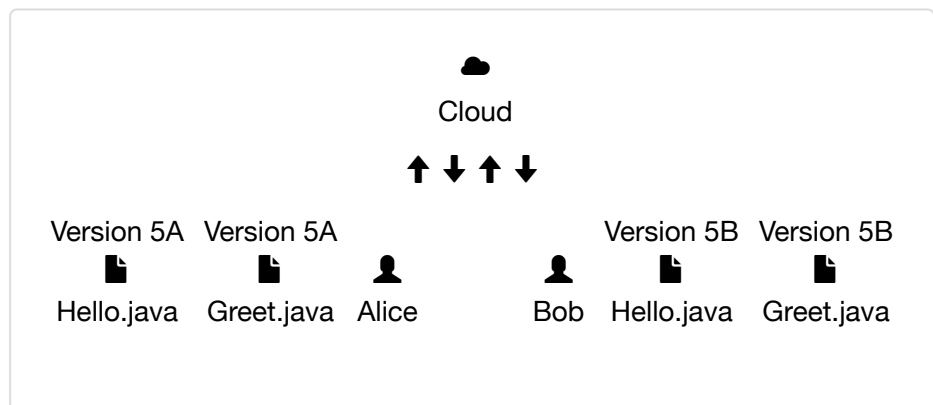 Cloud
Version 5A Version 5A Version 5B Version 5B
Hello.java Greet.java Alice Bob Hello.java Greet.java